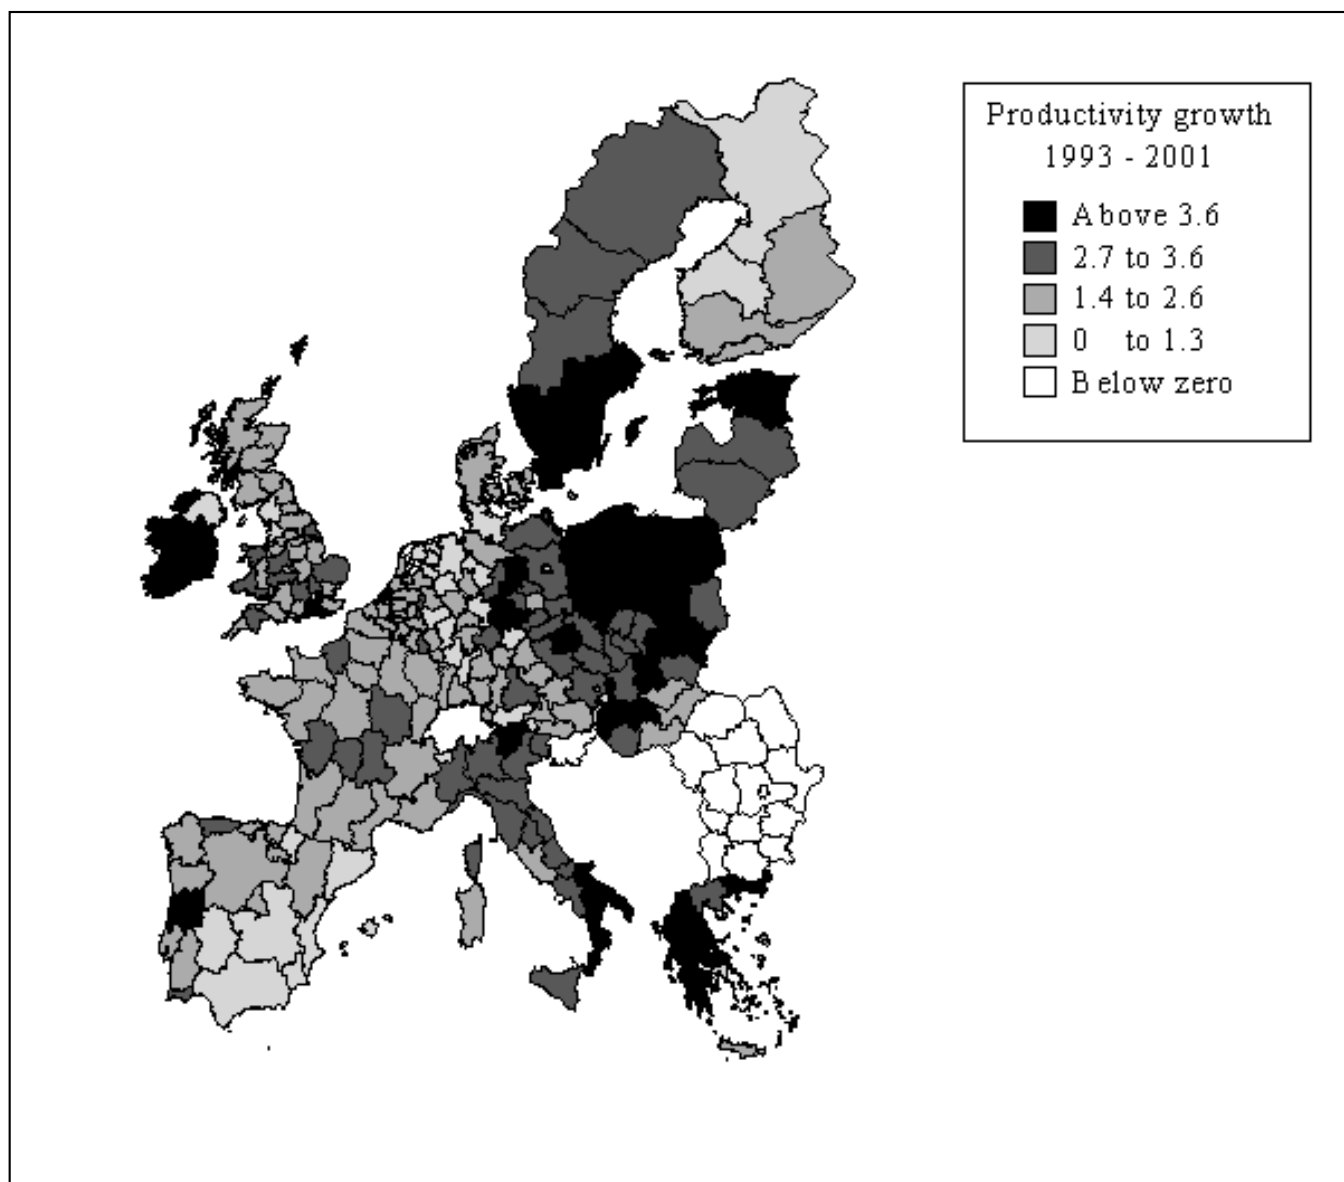 Productivity growth
1993 - 2001
Above 3.6
2.7 to 3.6
1.4 to 2.6
0 to 1.3
Below zero